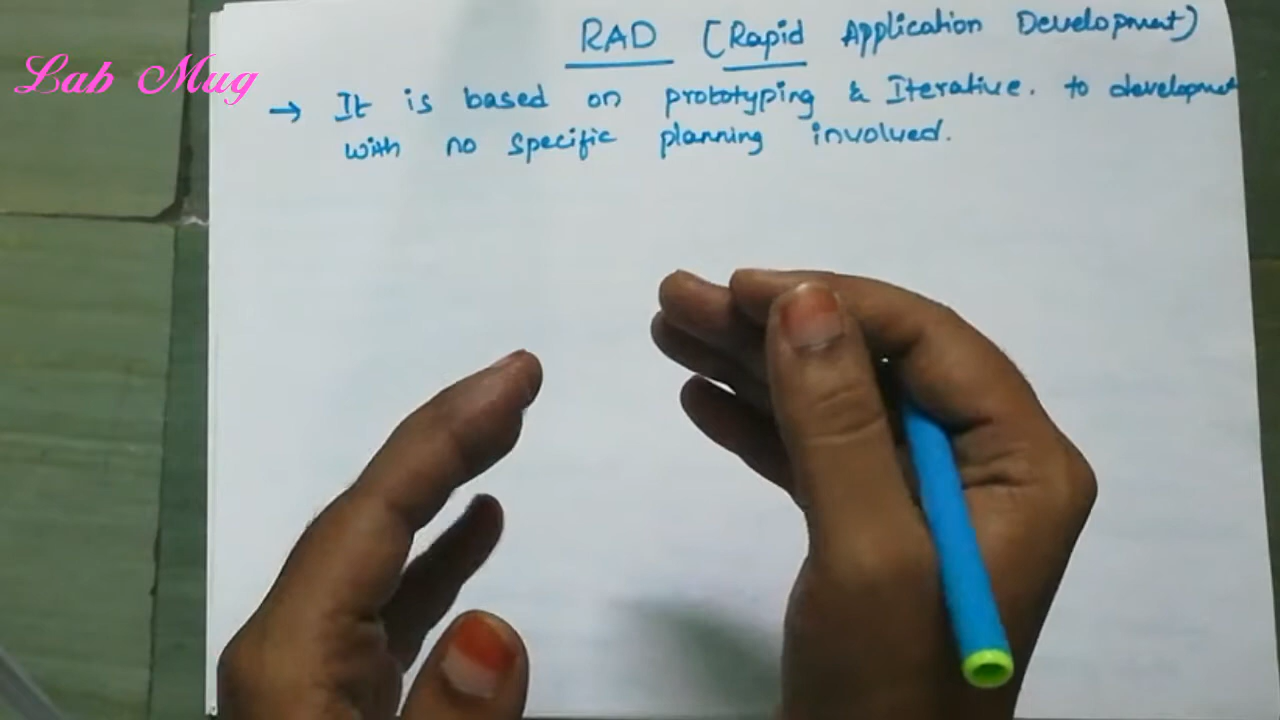 RAD (Rapid Application Development)
Lab Mug
→ It is based on prototyping & Iterative. to development
with no specific planning involved.